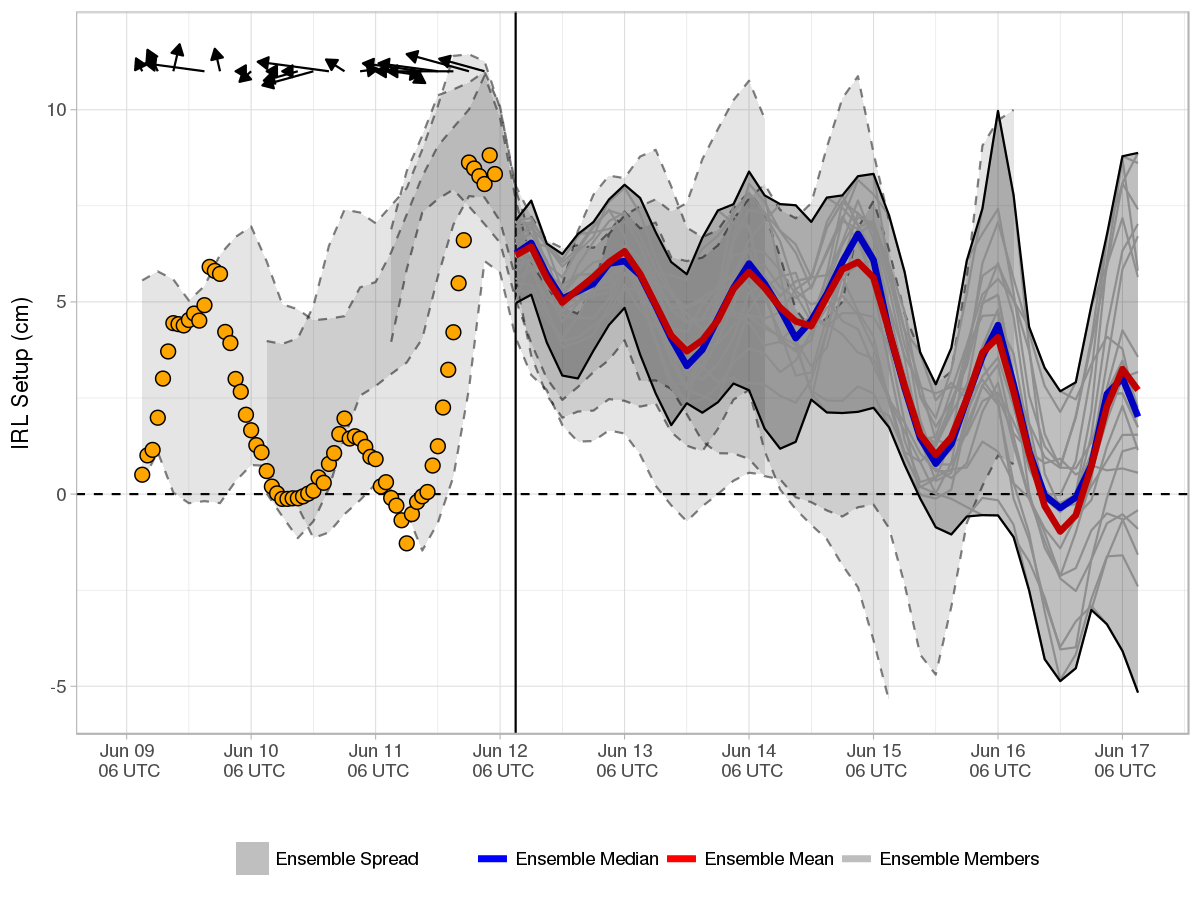 IRL Setup (cm)
10
5
0
-5
Jun 09 Jun 10 Jun 11 Jun 12 Jun 13 Jun 14 Jun 15 Jun 16 Jun 17
06 UTC 06 UTC 06 UTC 06 UTC 06 UTC 06 UTC 06 UTC 06 UTC 06 UTC
Ensemble Spread Ensemble Median Ensemble Mean Ensemble Members